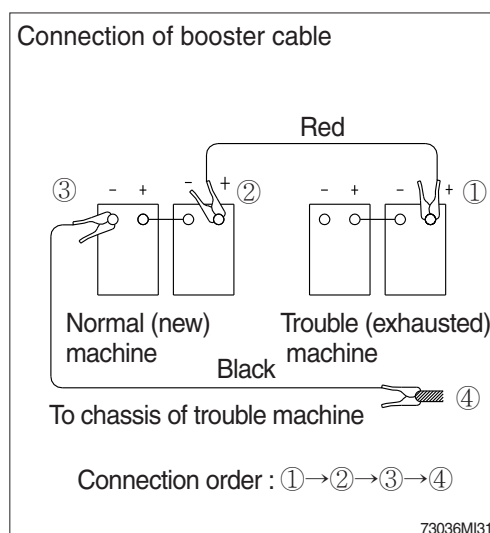 Connection of booster cable
Red
③ - + - + ② - + - + ①
Normal (new)
machine
Trouble (exhausted)
machine
Black
To chassis of trouble machine ④
Connection order : ①→②→③→④
73036MI31